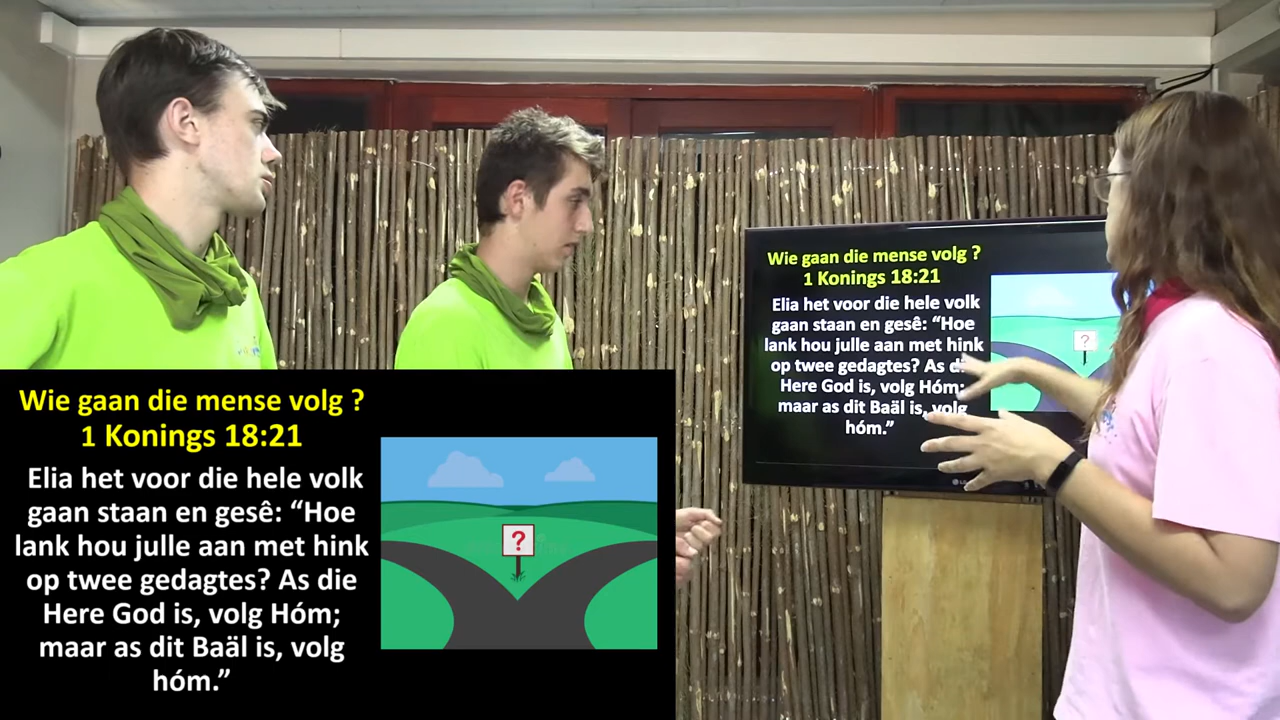 Wie gaan die mense volg ?
1 Konings 18:21
Elia het voor die hele volk
gaan staan en gesê: “Hoe
lank hou julle aan met hink
op twee gedagtes? As
Here God is, volg Hóm;
maar as dit Baäl is, volg
hóm.”
?
LG
Wie gaan die mense volg ?
1 Konings 18:21
Elia het voor die hele volk
gaan staan en gesê: “Hoe
lank hou julle aan met hink
op twee gedagtes? As die
Here God is, volg Hóm;
maar as dit Baäl is, volg
hóm.”
?